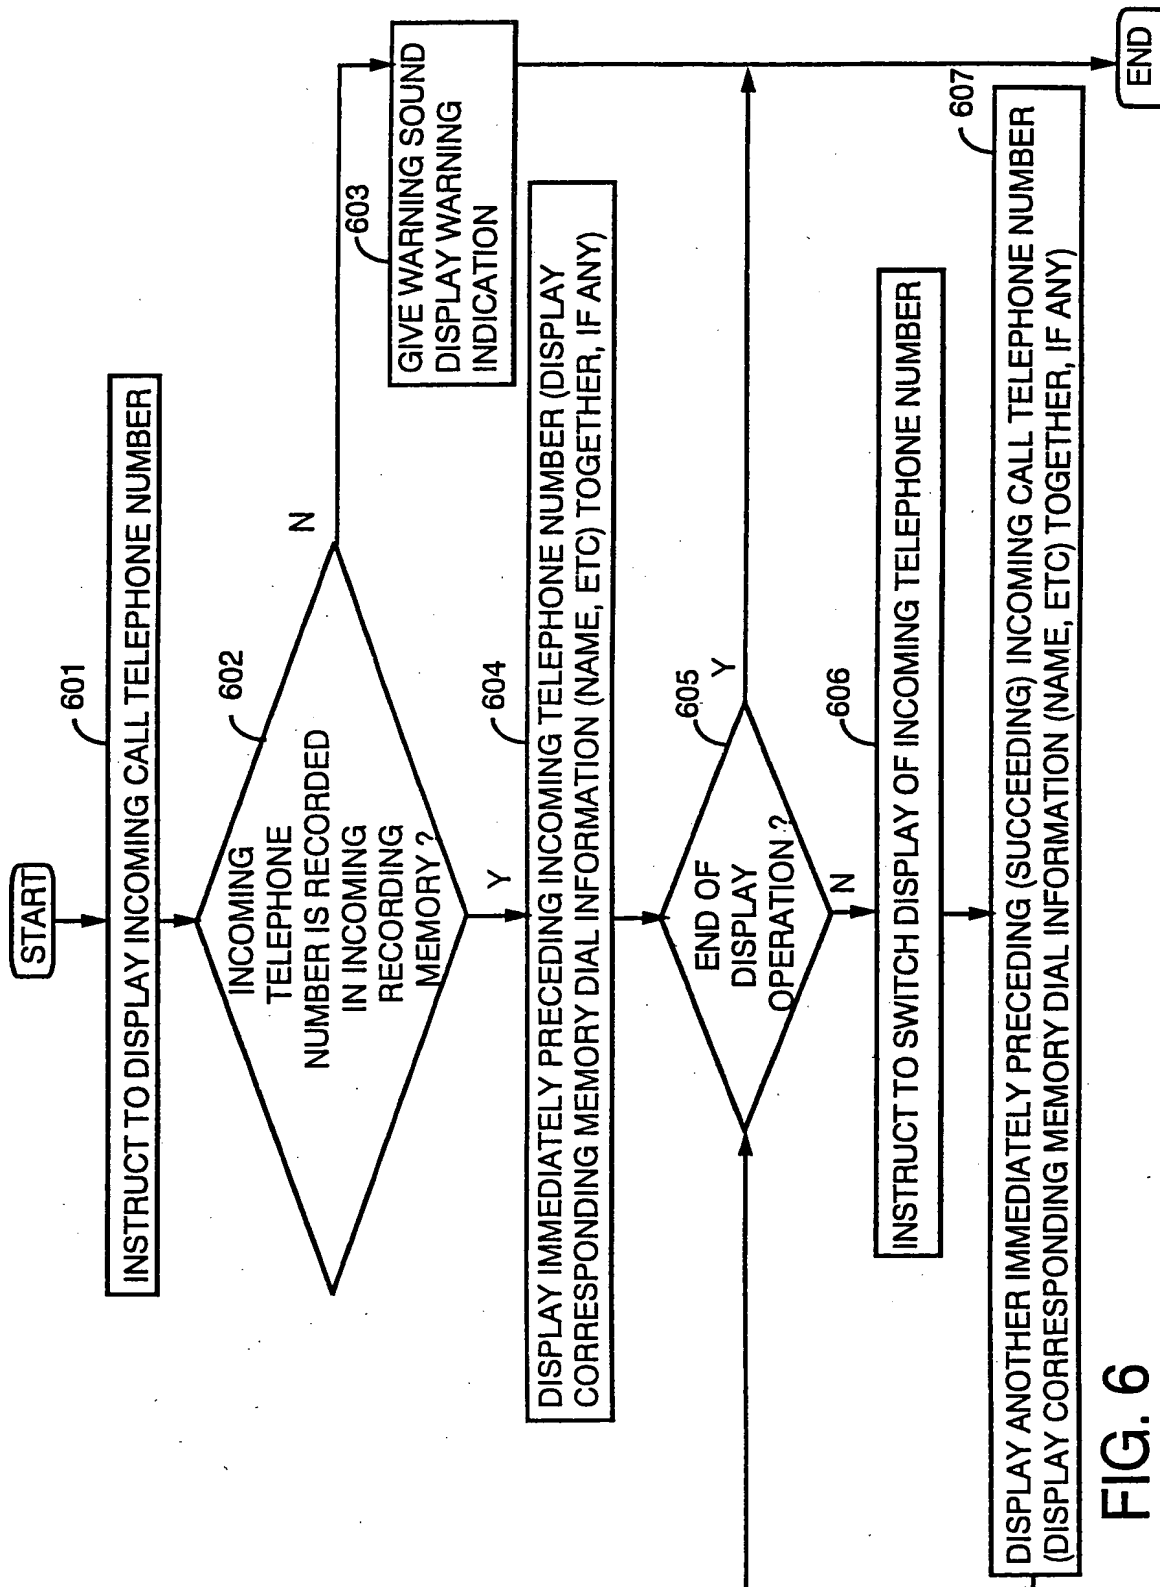 START
601
INSTRUCT TO DISPLAY INCOMING CALL TELEPHONE NUMBER
602
INCOMING
TELEPHONE
NUMBER IS RECORDED
IN INCOMING
RECORDING
MEMORY ?
N
Y
603
GIVE WARNING SOUND
DISPLAY WARNING
INDICATION
604
DISPLAY IMMEDIATELY PRECEDING INCOMING TELEPHONE NUMBER (DISPLAY
CORRESPONDING MEMORY DIAL INFORMATION (NAME, ETC) TOGETHER, IF ANY)
605
END OF
DISPLAY
OPERATION ?
Y
N
606
INSTRUCT TO SWITCH DISPLAY OF INCOMING TELEPHONE NUMBER
607
DISPLAY ANOTHER IMMEDIATELY PRECEDING (SUCCEEDING) INCOMING CALL TELEPHONE NUMBER
(DISPLAY CORRESPONDING MEMORY DIAL INFORMATION (NAME, ETC) TOGETHER, IF ANY)
END
FIG. 6